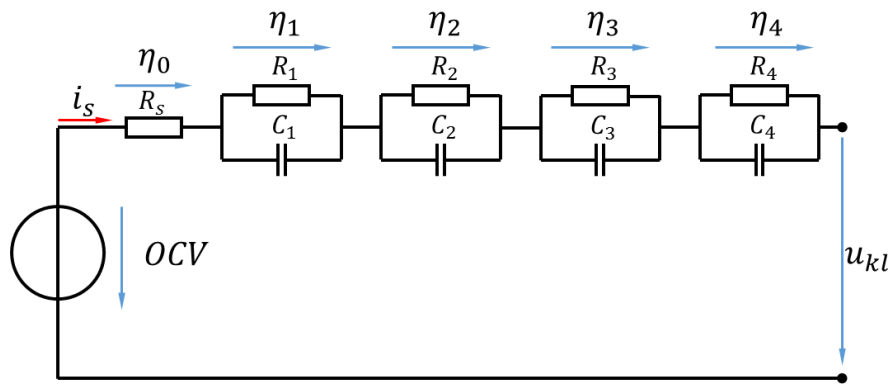 η₁ η₂ η₃ η₄
η₀ R₁ R₂ R₃ R₄
iₛ Rₛ C₁ C₂ C₃ C₄
OCV uₖₗ